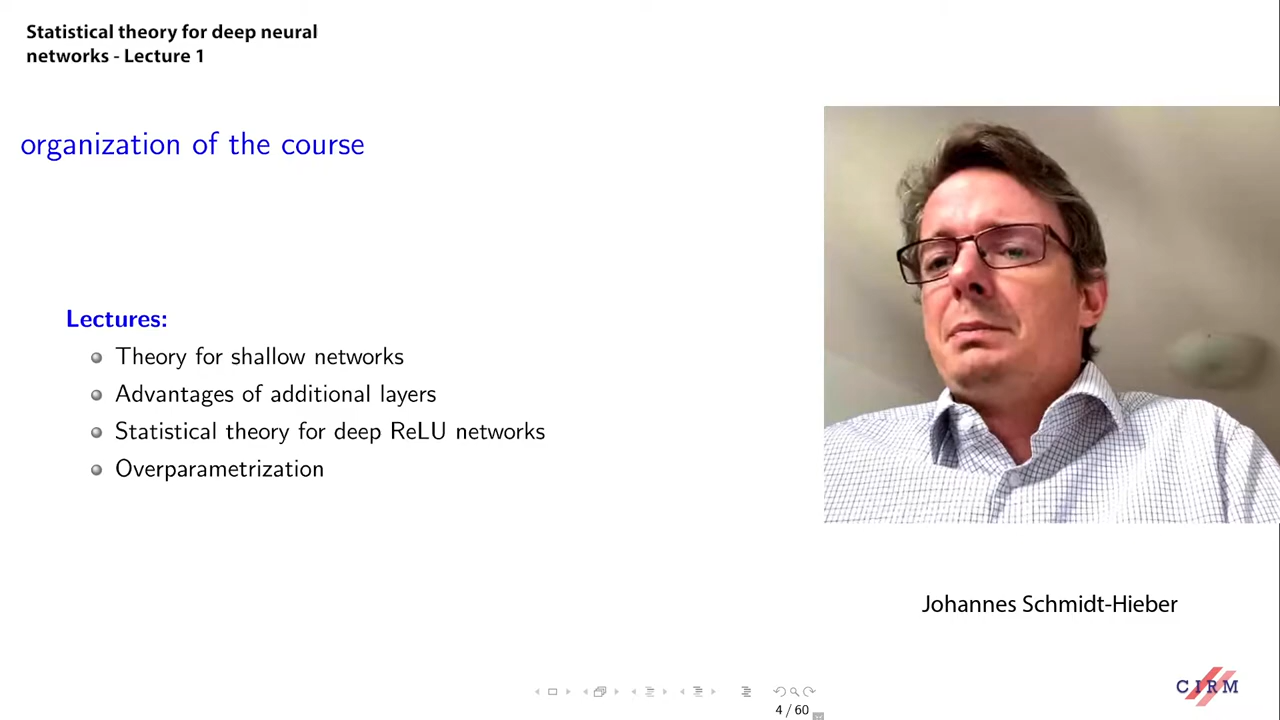 Statistical theory for deep neural
networks - Lecture 1
organization of the course
Lectures:
Theory for shallow networks
Advantages of additional layers
Statistical theory for deep ReLU networks
Overparametrization
Johannes Schmidt-Hieber
CIRM
4 / 60